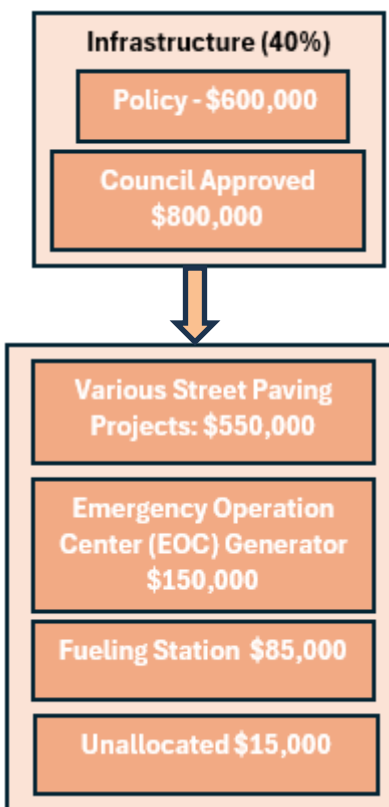 Infrastructure (40%)
Policy - $600,000
Council Approved
$800,000
Various Street Paving
Projects: $550,000
Emergency Operation
Center (EOC) Generator
$150,000
Fueling Station $85,000
Unallocated $15,000